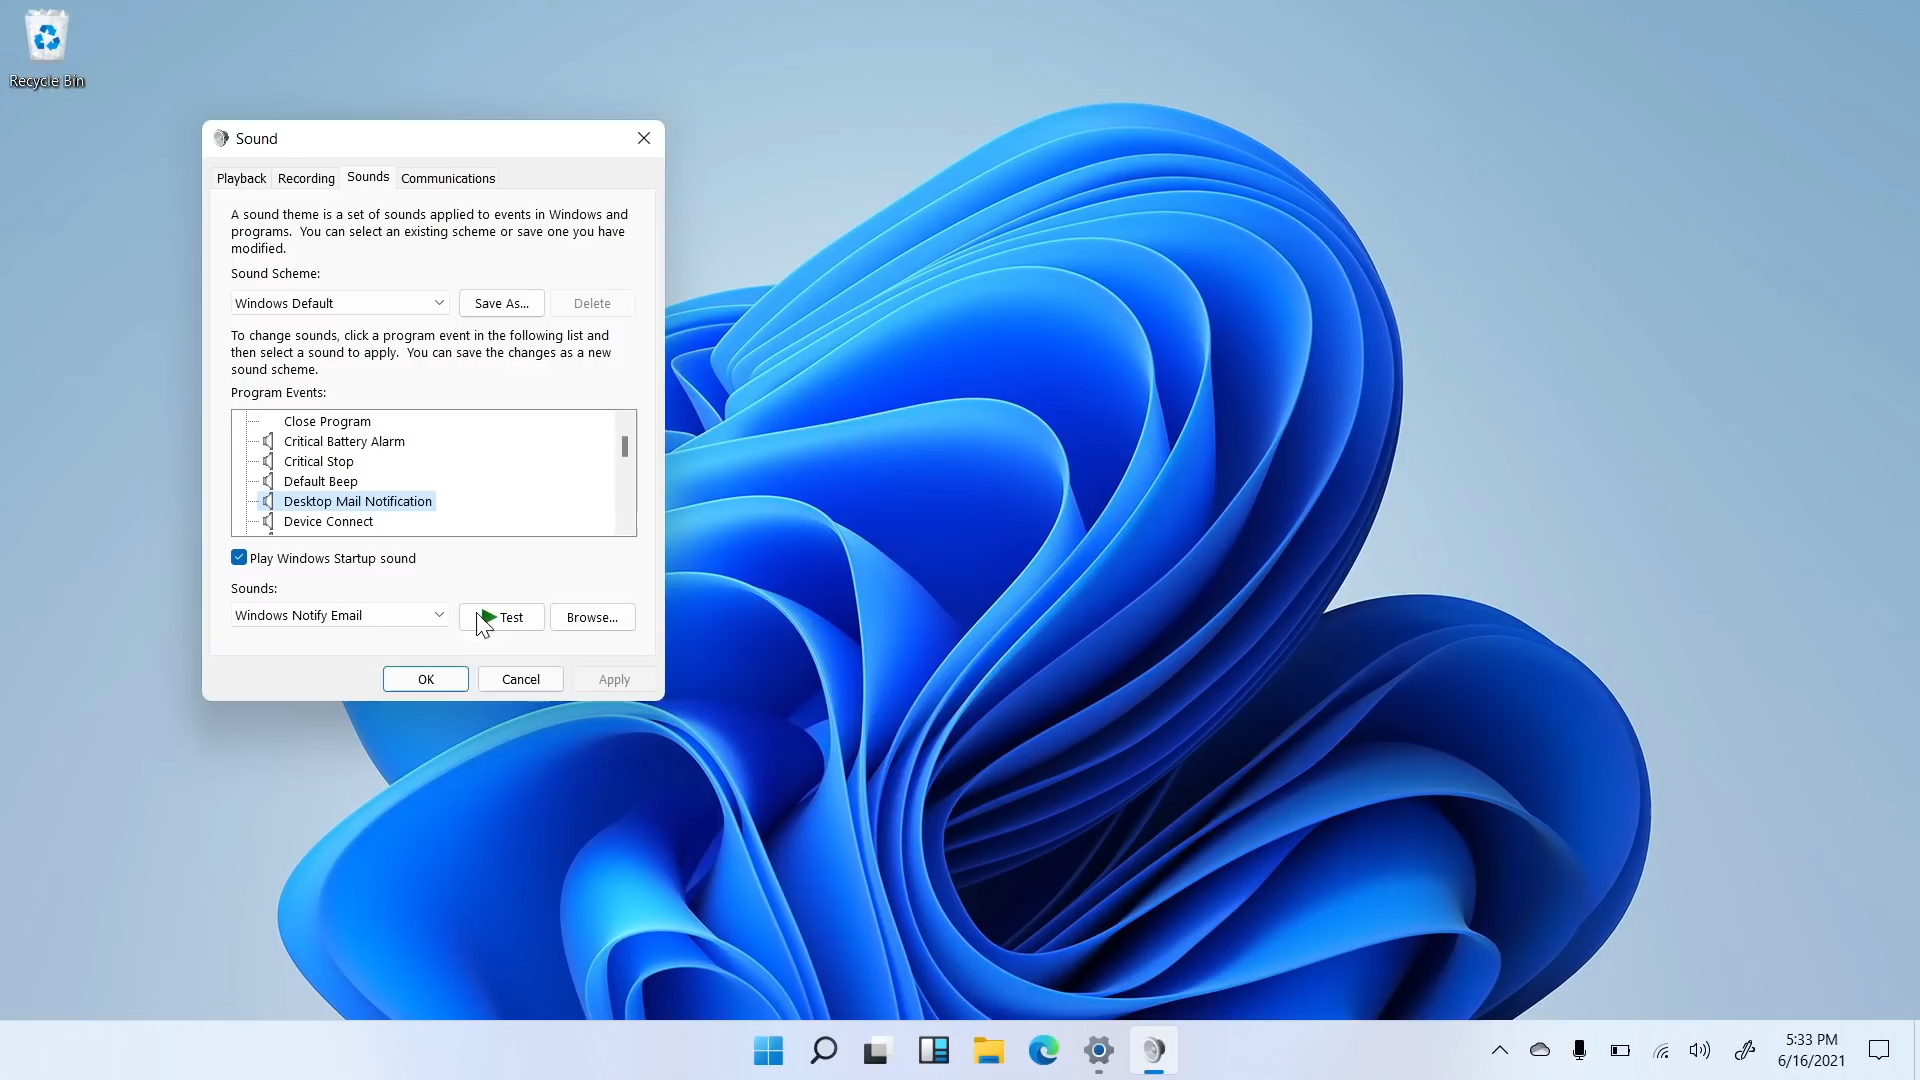 Recycle Bin
Sound
Playback Recording Sounds Communications
A sound theme is a set of sounds applied to events in Windows and
programs. You can select an existing scheme or save one you have
modified.
Sound Scheme:
Windows Default Save As... Delete
To change sounds, click a program event in the following list and
then select a sound to apply. You can save the changes as a new
sound scheme.
Program Events:
Close Program
Critical Battery Alarm
Critical Stop
Default Beep
Desktop Mail Notification
Device Connect
Play Windows Startup sound
Sounds:
Windows Notify Email Test Browse...
OK Cancel Apply
5:33 PM
6/16/2021